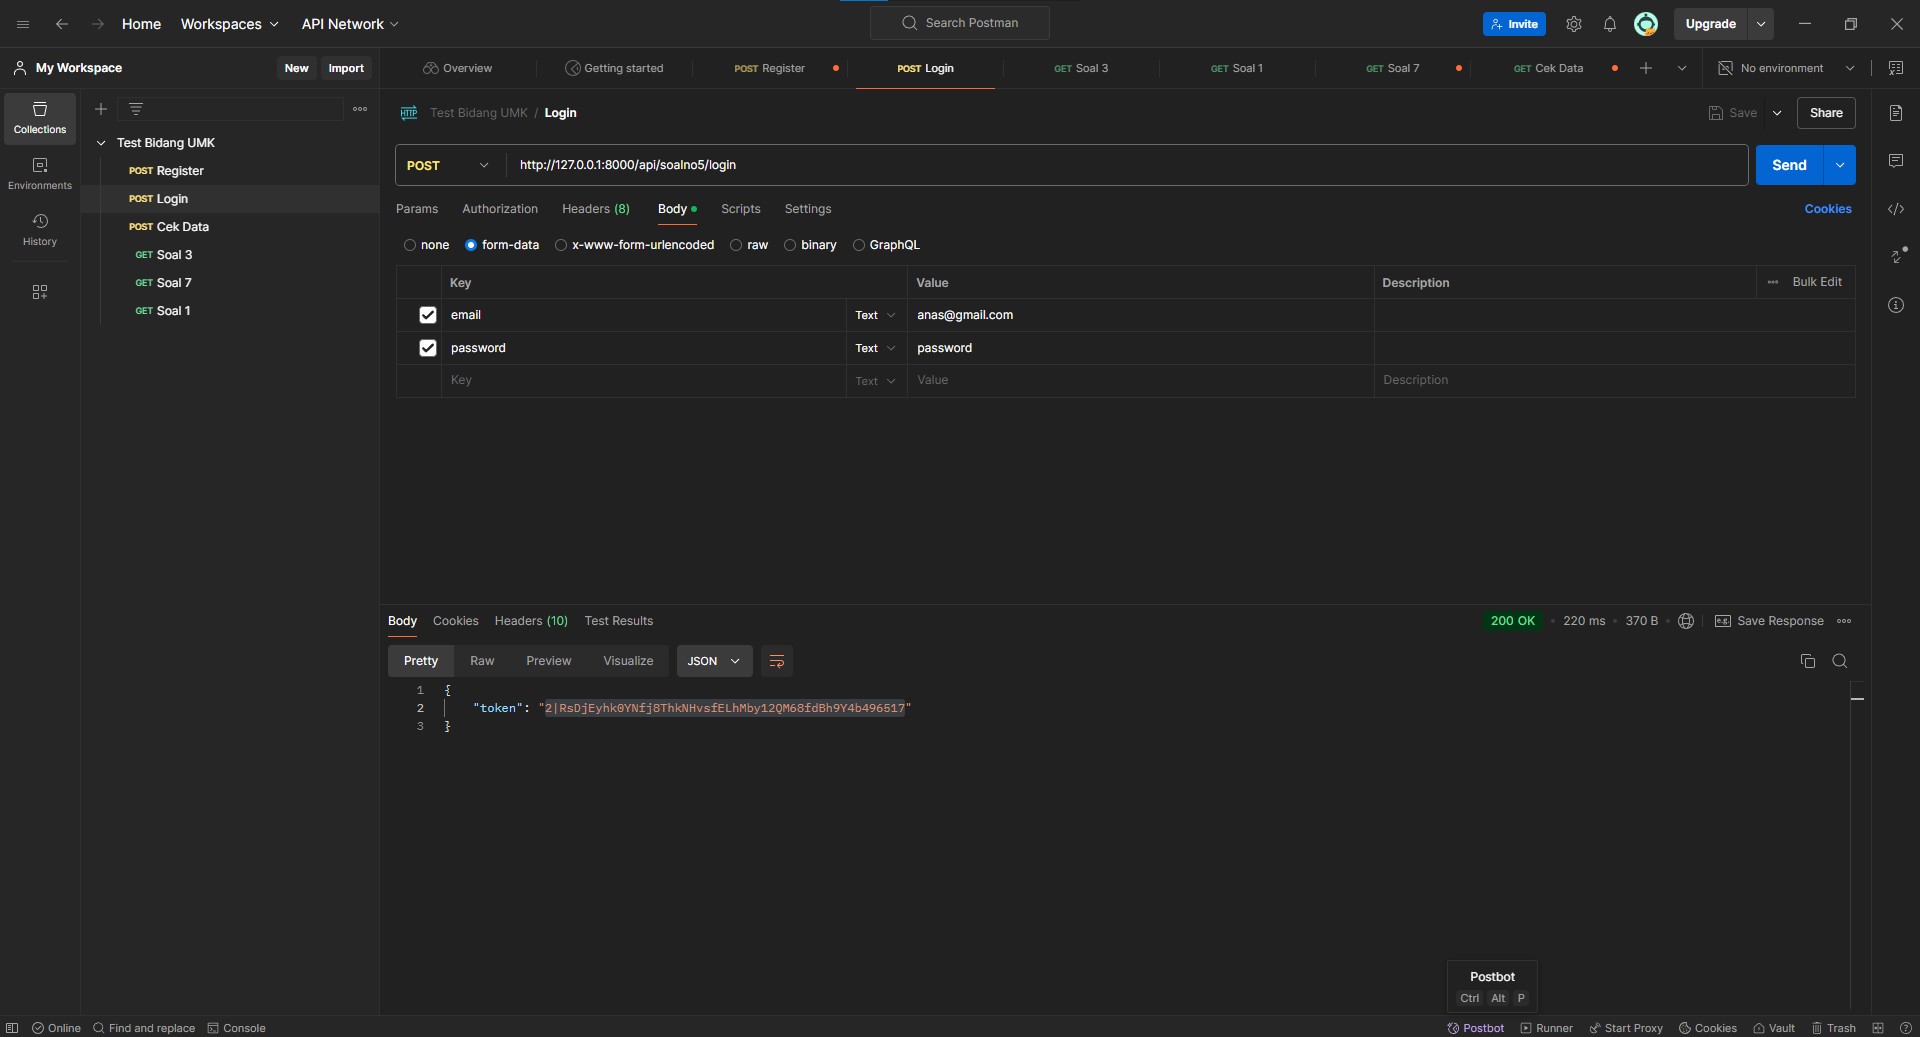 Home Workspaces API Network Search Postman Invite Upgrade
My Workspace New Import Overview Getting started POST Register POST Login GET Soal 3 GET Soal 1 GET Soal 7 GET Cek Data No environment
Collections
Environments
History
Test Bidang UMK
POST Register
POST Login
POST Cek Data
GET Soal 3
GET Soal 7
GET Soal 1
HTTP Test Bidang UMK / Login Save Share
POST http://127.0.0.1:8000/api/soalno5/login Send
Params Authorization Headers (8) Body Scripts Settings Cookies
none form-data x-www-form-urlencoded raw binary GraphQL
Key Value Description Bulk Edit
email Text anas@gmail.com
password Text password
Key Text Value Description
Body Cookies Headers (10) Test Results 200 OK 220 ms 370 B e.g. Save Response
Pretty Raw Preview Visualize JSON
1 {
2 "token": "2|RsDjEyhk0YNfj8ThkNHvsfELhMby12QM68fdBh9Y4b496517"
3 }
Postbot
Ctrl Alt P
Online Find and replace Console Postbot Runner Start Proxy Cookies Vault Trash